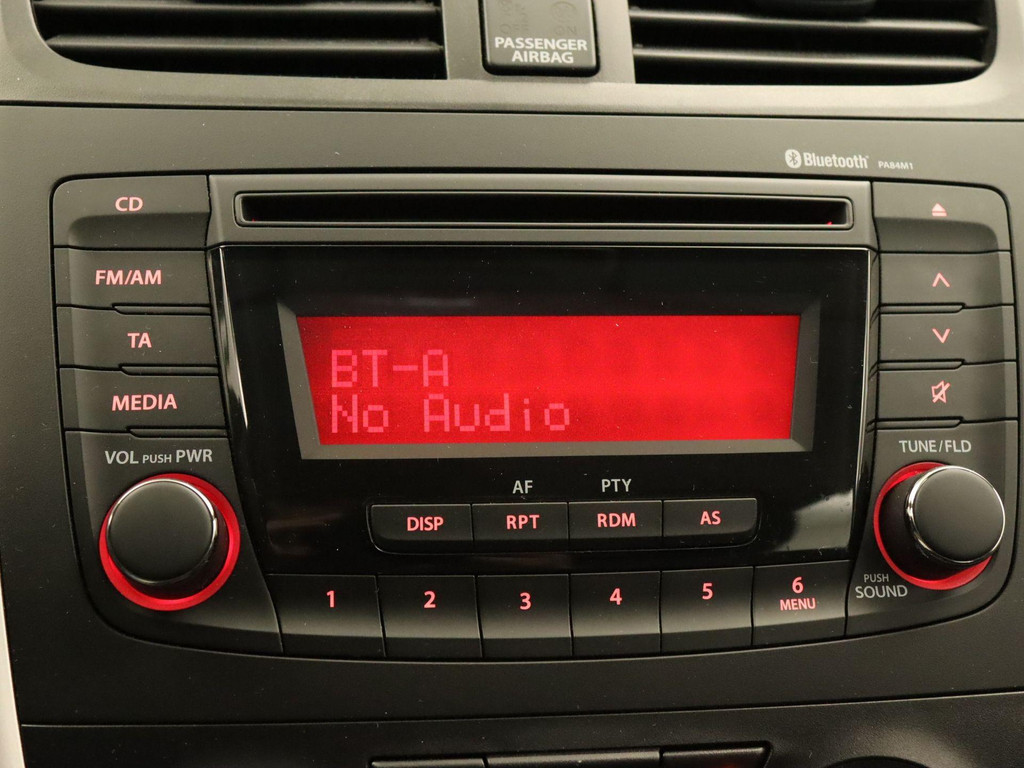 PASSENGER
AIRBAG
Bluetooth PA84M1
CD
FM/AM
TA
MEDIA
VOL PUSH PWR
BT-A
No Audio
TUNE/FLD
AF PTY
DISP RPT RDM AS
PUSH
SOUND
1 2 3 4 5 6
MENU